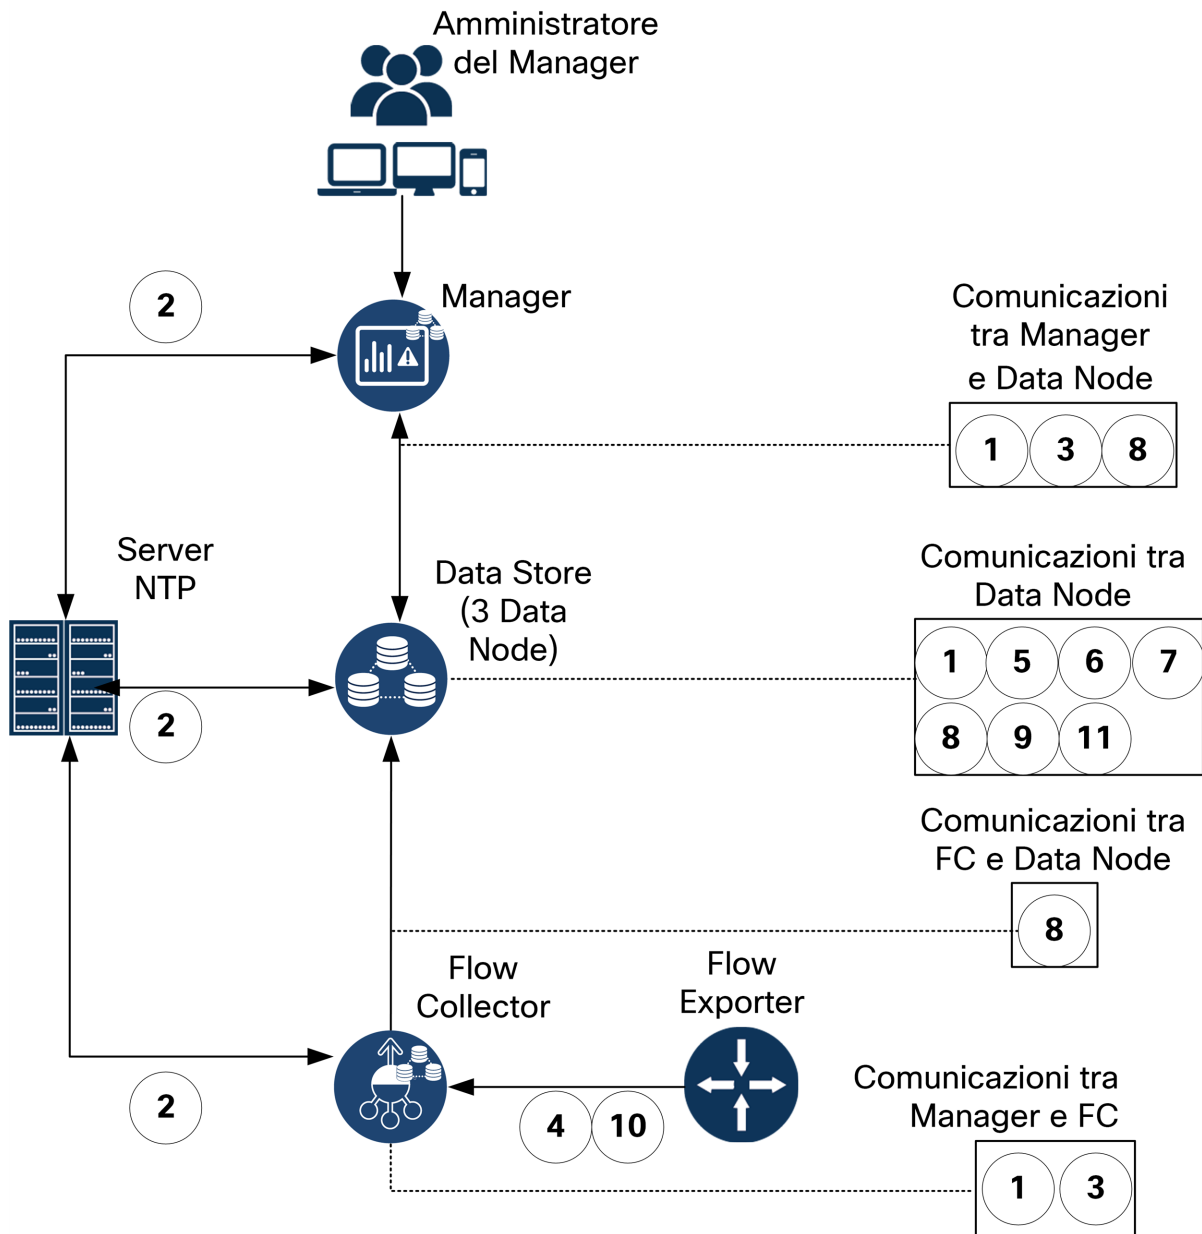 Amministratore
del Manager
2
Manager
Comunicazioni
tra Manager
e Data Node
1 3 8
Server
NTP
Data Store
(3 Data
Node)
2
Comunicazioni tra
Data Node
1 5 6 7
8 9 11
Comunicazioni tra
FC e Data Node
8
Flow
Collector
Flow
Exporter
2
4 10
Comunicazioni tra
Manager e FC
1 3